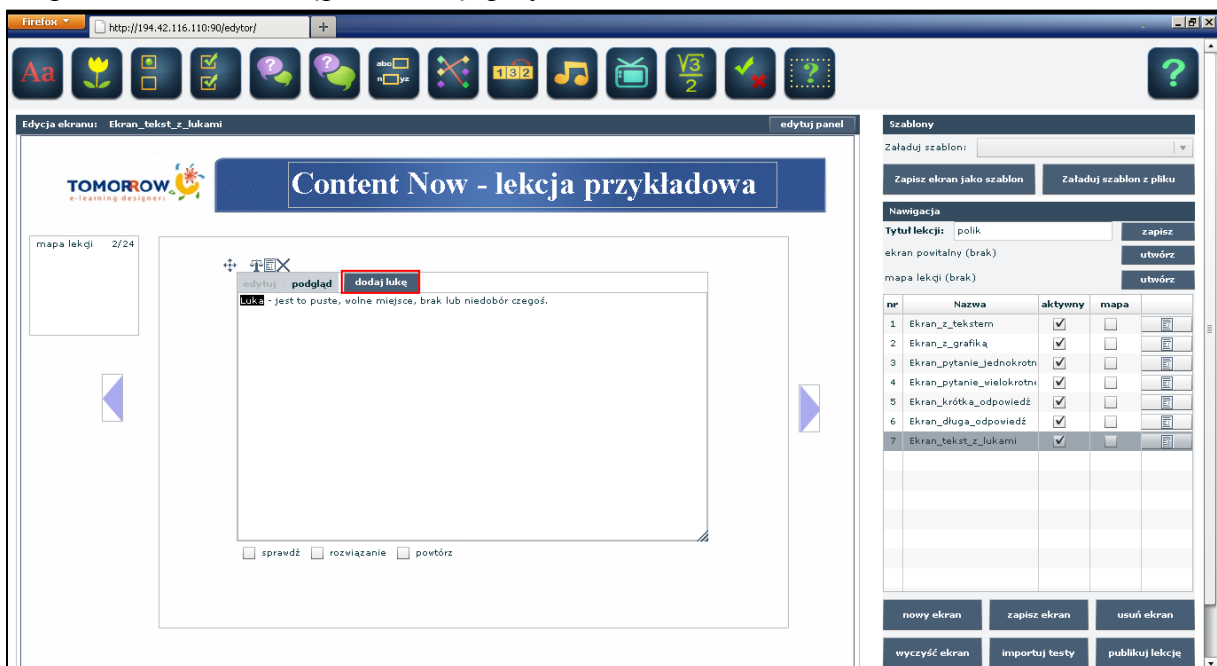 Firefox
http://194.42.116.110:90/edytor/
+
Aa
abc
n yz
1 3 2
√3
2
?
?
Edycja ekranu: Ekran_tekst_z_lukami
edytuj panel
TOMORROW
e-learning designers
Content Now - lekcja przykładowa
mapa lekcji 2/24
edytuj podgląd dodaj lukę
Luka - jest to puste, wolne miejsce, brak lub niedobór czegoś.
sprawdź rozwiązanie powtórz
Szablony
Załaduj szablon:
Zapisz ekran jako szablon Załaduj szablon z pliku
Nawigacja
Tytuł lekcji: polik zapisz
ekran powitalny (brak) utwórz
mapa lekcji (brak) utwórz
nr Nazwa aktywny mapa
1 Ekran_z_tekstem
2 Ekran_z_grafiką
3 Ekran_pytanie_jednokrotn
4 Ekran_pytanie_wielokrotne
5 Ekran_krótka_odpowiedź
6 Ekran_długa_odpowiedź
7 Ekran_tekst_z_lukami
nowy ekran zapisz ekran usuń ekran
wyczyść ekran importuj testy publikuj lekcję